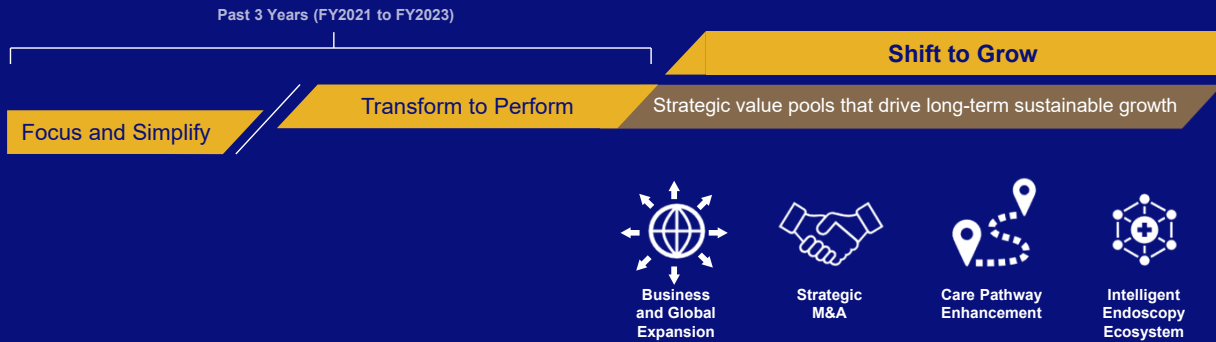 Past 3 Years (FY2021 to FY2023)
Shift to Grow
Transform to Perform
Strategic value pools that drive long-term sustainable growth
Focus and Simplify
Business
and Global
Expansion
Strategic
M&A
Care Pathway
Enhancement
Intelligent
Endoscopy
Ecosystem